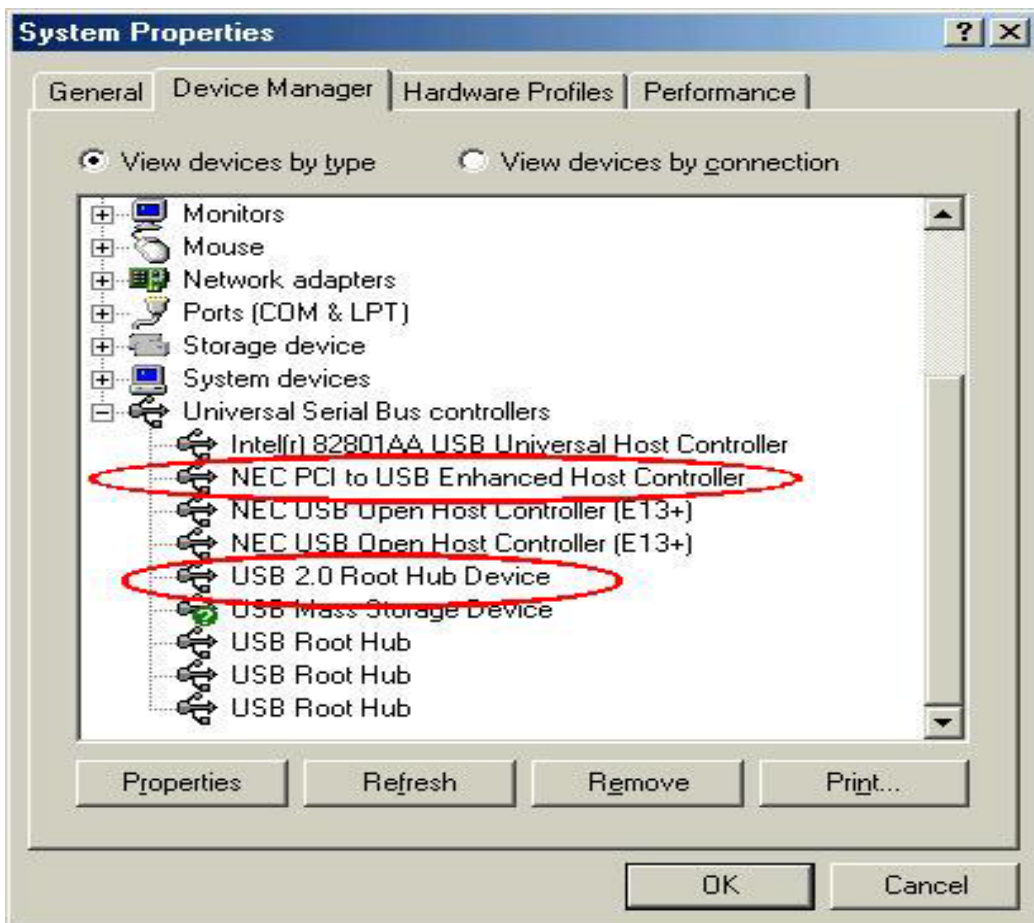 System Properties
General Device Manager Hardware Profiles Performance
View devices by type View devices by connection
Monitors
Mouse
Network adapters
Ports (COM & LPT)
Storage device
System devices
Universal Serial Bus controllers
Intel(r) 82801AA USB Universal Host Controller
NEC PCI to USB Enhanced Host Controller
NEC USB Open Host Controller (E13+)
NEC USB Open Host Controller (E13+)
USB 2.0 Root Hub Device
USB Mass Storage Device
USB Root Hub
USB Root Hub
USB Root Hub
Properties Refresh Remove Print...
OK Cancel